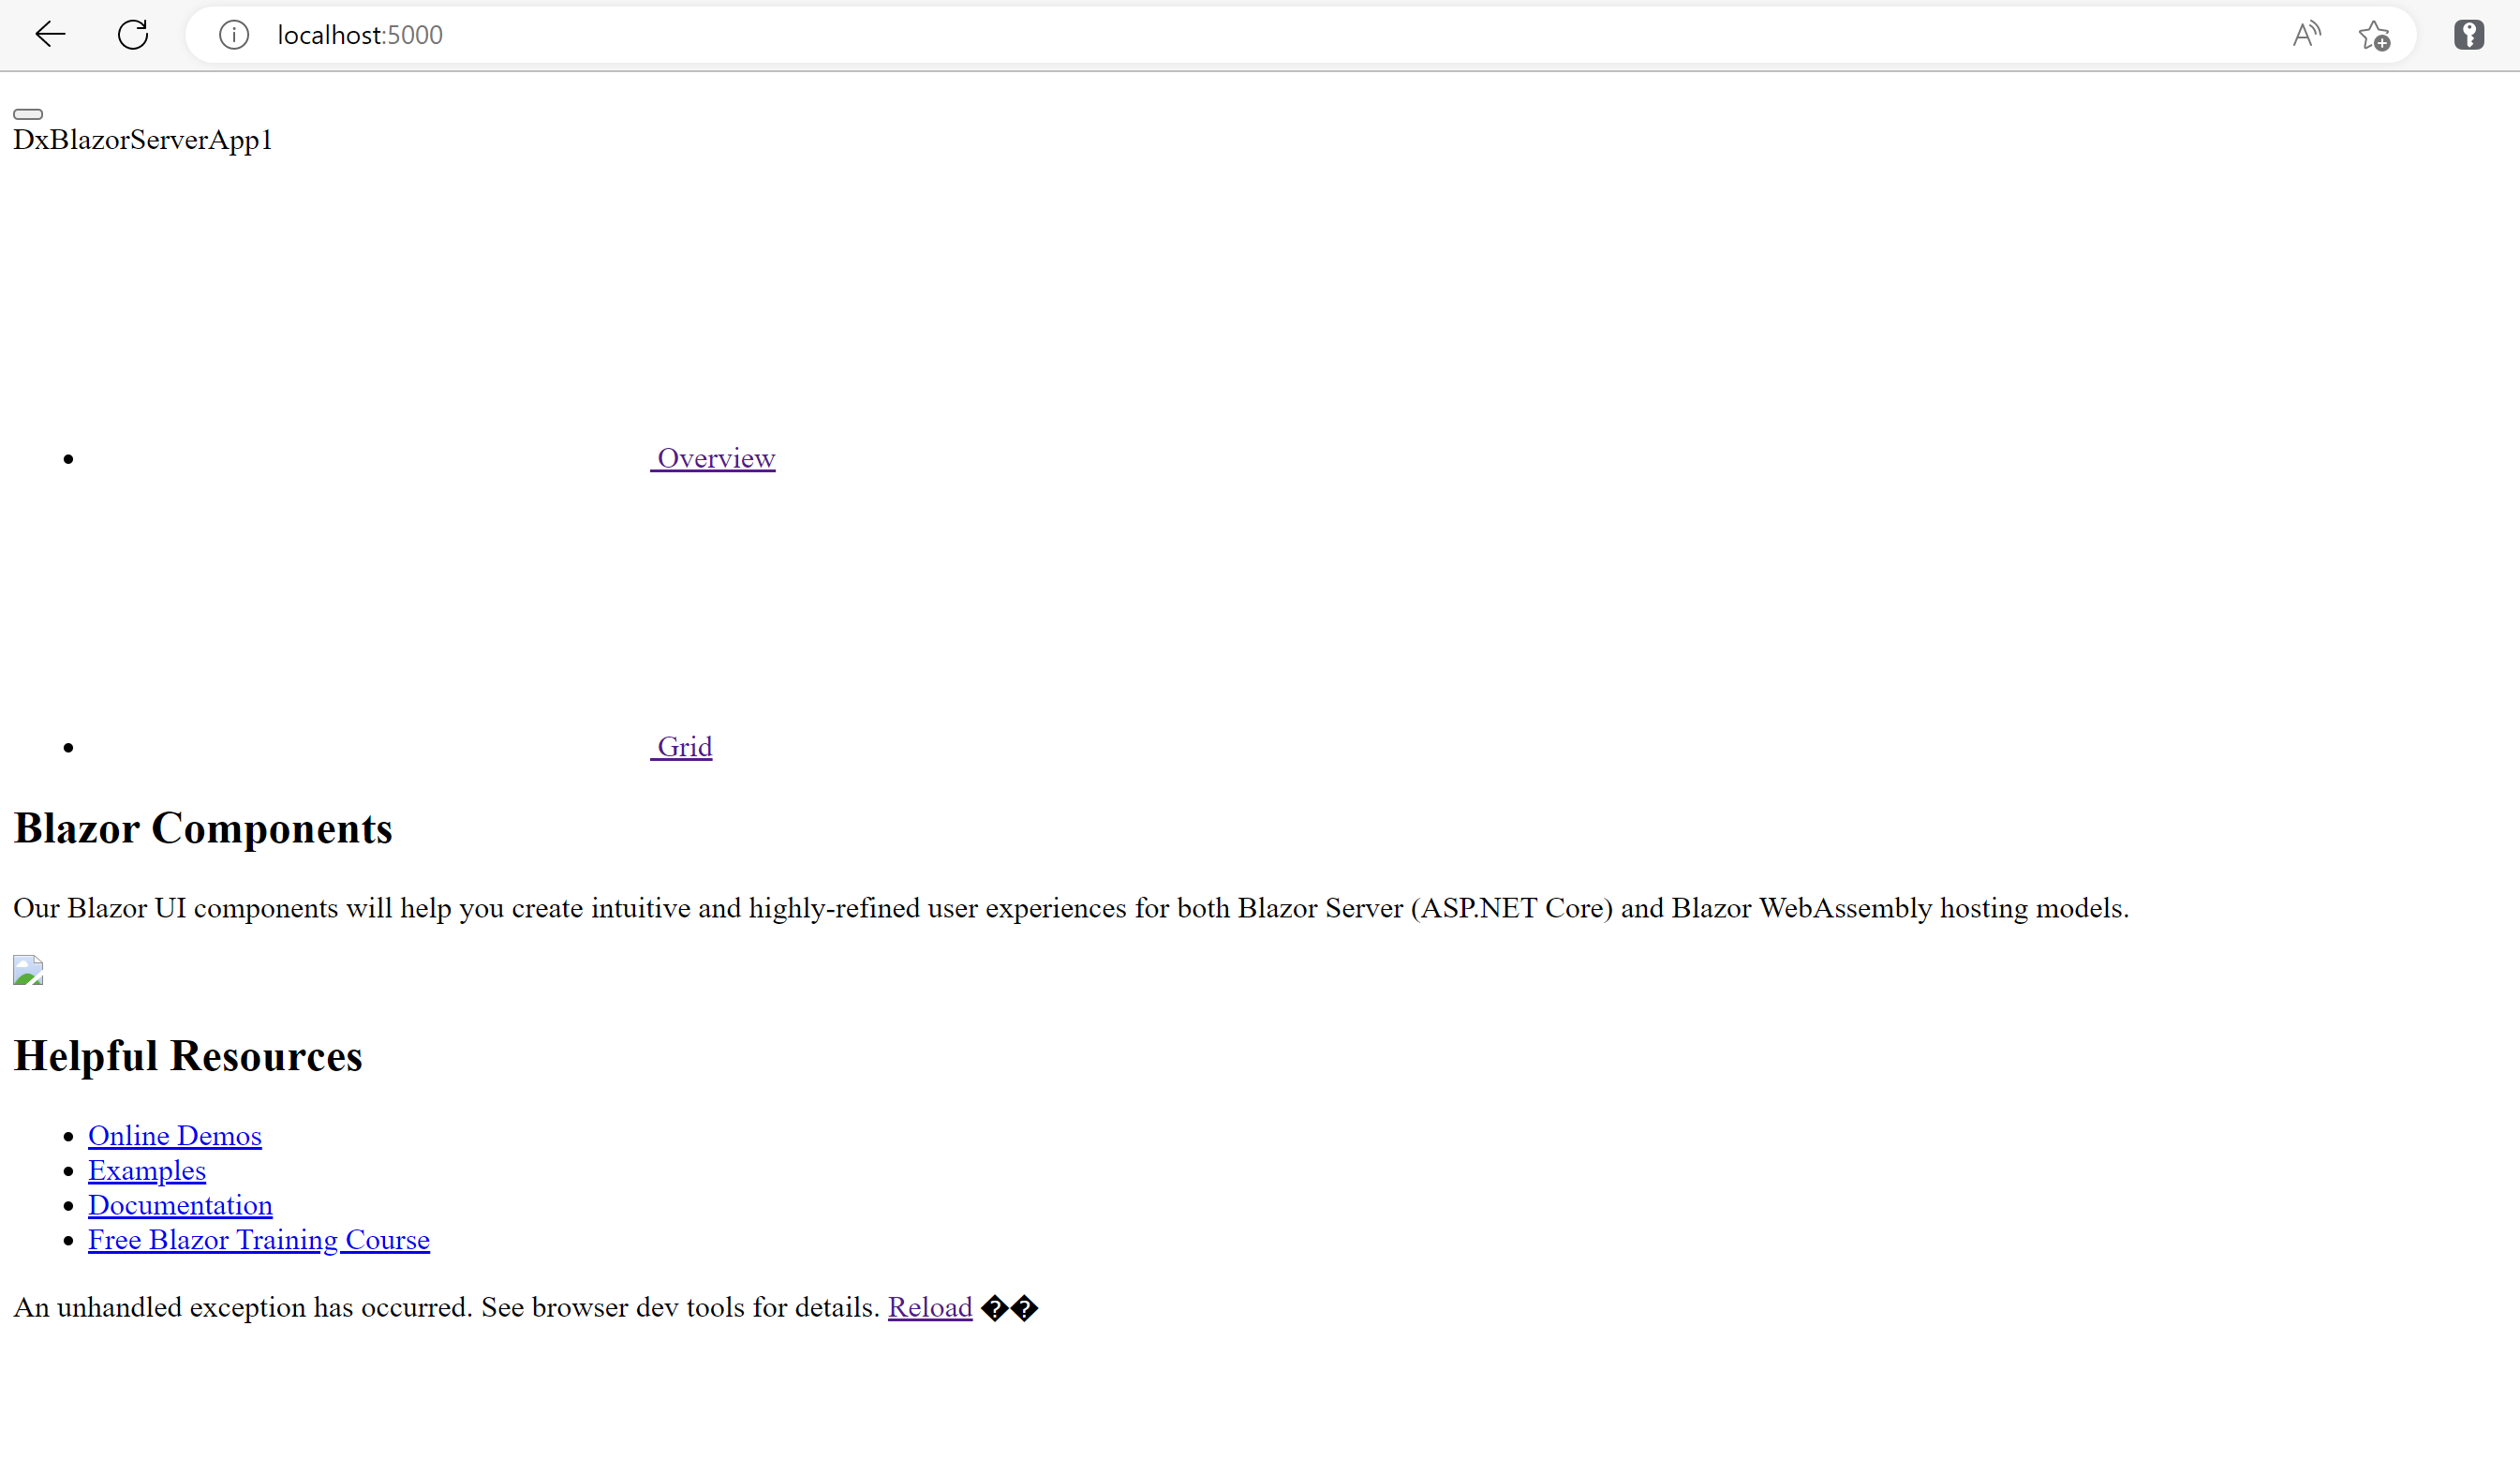 localhost:5000
DxBlazorServerApp1
Overview
Grid
Blazor Components
Our Blazor UI components will help you create intuitive and highly-refined user experiences for both Blazor Server (ASP.NET Core) and Blazor WebAssembly hosting models.
Helpful Resources
Online Demos
Examples
Documentation
Free Blazor Training Course
An unhandled exception has occurred. See browser dev tools for details. Reload ��